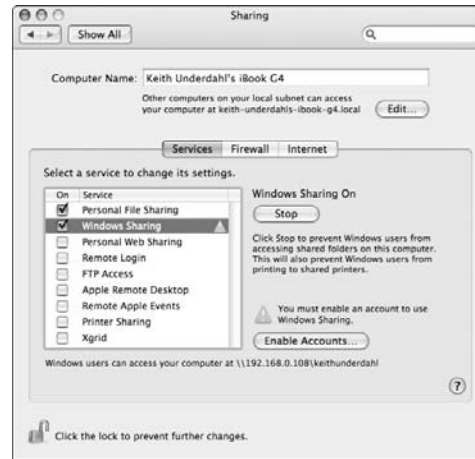 Sharing
Show All
Computer Name: Keith Underdahl's iBook G4
Other computers on your local subnet can access
your computer at keith-underdahls-ibook-g4.local
Edit...
Services Firewall Internet
Select a service to change its settings.
On Service
Personal File Sharing
Windows Sharing
Personal Web Sharing
Remote Login
FTP Access
Apple Remote Desktop
Remote Apple Events
Printer Sharing
Xgrid
Windows Sharing On
Stop
Click Stop to prevent Windows users from
accessing shared folders on this computer.
This will also prevent Windows users from
printing to shared printers.
You must enable an account to use
Windows Sharing.
Enable Accounts...
Windows users can access your computer at \\192.168.0.108\keithunderdahl
?
Click the lock to prevent further changes.